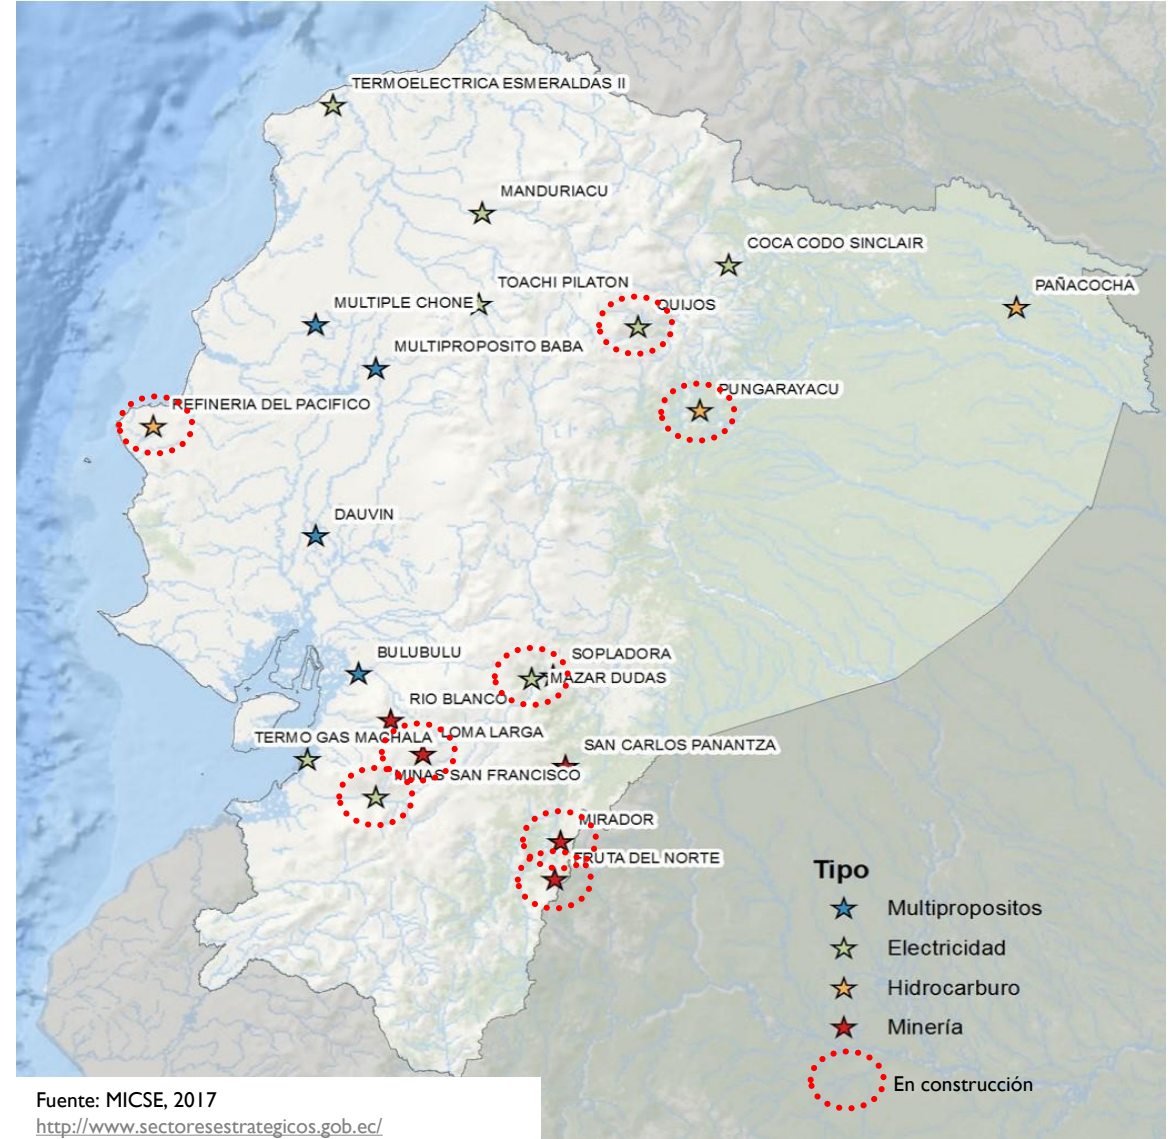 TERMOELECTRICA ESMERALDAS II
MANDURIACU
COCA CODO SINCLAIR
TOACHI PILATON
PAÑACOCHA
MULTIPLE CHONE
QUIJOS
MULTIPROPOSITO BABA
PUNGARAYACU
REFINERIA DEL PACIFICO
DAUVIN
BULUBULU
SOPLADORA
MAZAR DUDAS
RIO BLANCO
LOMA LARGA
TERMO GAS MACHALA
SAN CARLOS PANANTZA
MINAS SAN FRANCISCO
MIRADOR
FRUTA DEL NORTE
Tipo
Multipropositos
Electricidad
Hidrocarburo
Minería
En construcción
Fuente: MICSE, 2017
http://www.sectoresestrategicos.gob.ec/